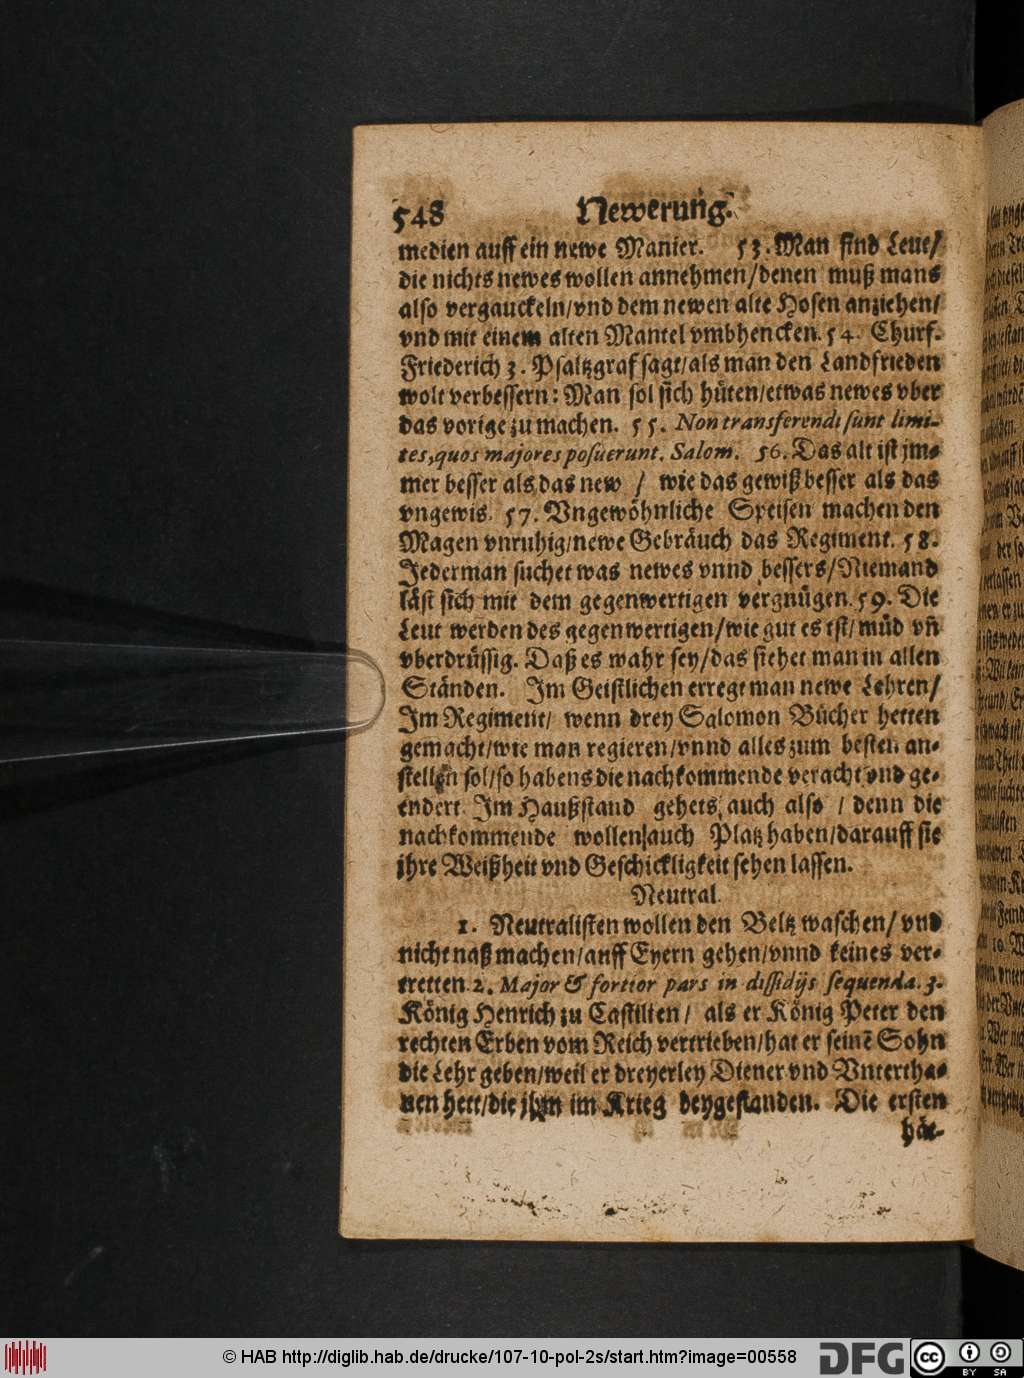 548 Newerung.
medien auff ein newe Manier. 53. Man find Leut/
die nichts newes wollen annehmen/denen muß mans
also vergauckeln/vnd dem newen alte Hosen anziehen/
vnd mit einem alten Mantel vmbhencken. 54. Churf.
Friederich 3. Psaltzgraf sagt/als man den Landfrieden
wolt verbessern: Man sol sich hüten/etwas newes vber
das vorige zu machen. 55. Non transferendi sunt limi-
tes, quos majores posuerunt. Salom. 56. Das alt ist jm-
mer besser als das new / wie das gewiß besser als das
vngewis. 57. Vngewöhnliche Speisen machen den
Magen vnruhig/newe Gebräuch das Regiment. 58.
Jederman suchet was newes vnnd bessers/Niemand
läst sich mit dem gegenwertigen vergnügen. 59. Die
Leut werden des gegenwertigen/wie gut es ist/müd vñ
vberdrüssig. Daß es wahr sey/das siehet man in allen
Ständen. Im Geistlichen erregt man newe Lehren/
Im Regiment/ wenn drey Salomon Bücher hetten
gemacht/wie man regieren/vnnd alles zum besten an-
stellen sol/so habens die nachkommende veracht vnd ge-
endert. Im Haußstand gehets auch also / denn die
nachkommende wollen auch Platz haben/darauff sie
jhre Weißheit vnd Geschickligkeit sehen lassen.
Neutral.
1. Neutralisten wollen den Beltz waschen/ vnd
nicht naß machen/auff Eyern gehen/vnnd keines ver-
tretten. 2. Major & fortior pars in dissidijs sequenda. 3.
König Henrich zu Castilien/ als er König Peter den
rechten Erben vom Reich vertrieben/hat er seinẽ Sohn
die Lehr geben/weil er dreyerley Diener vnd Vntertha-
nen hett/die jhm im Krieg beygestanden. Die ersten
hät-
© HAB http://diglib.hab.de/drucke/107-10-pol-2s/start.htm?image=00558
DFG
cc
BY SA